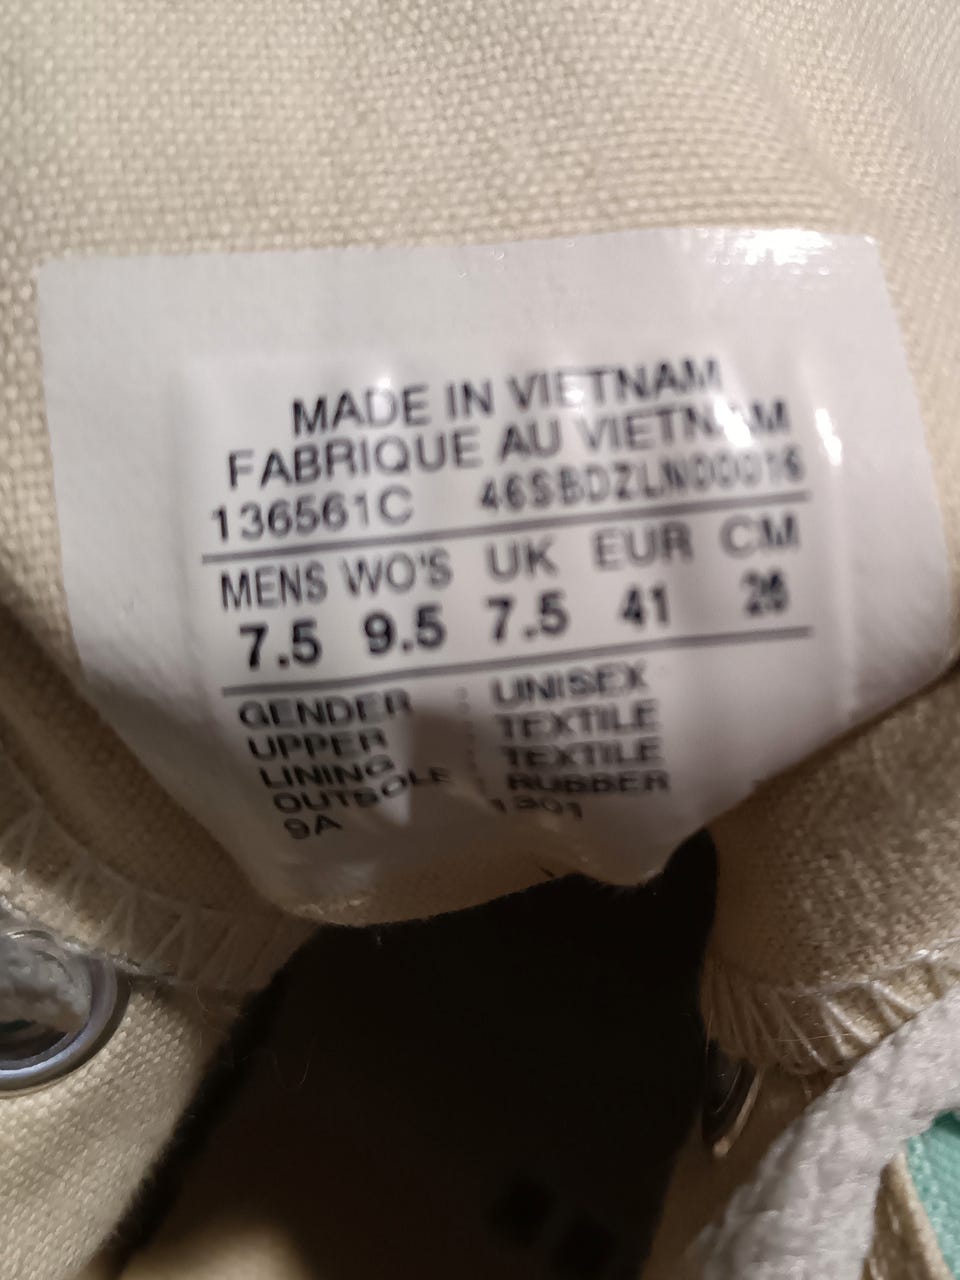 MADE IN VIETNAM
FABRIQUE AU VIETNAM
136561C 46SBDZLN00016
MENS WO'S UK EUR CM
7.5 9.5 7.5 41 26
GENDER : UNISEX
UPPER : TEXTILE
LINING : TEXTILE
OUTSOLE : RUBBER
9A 1301